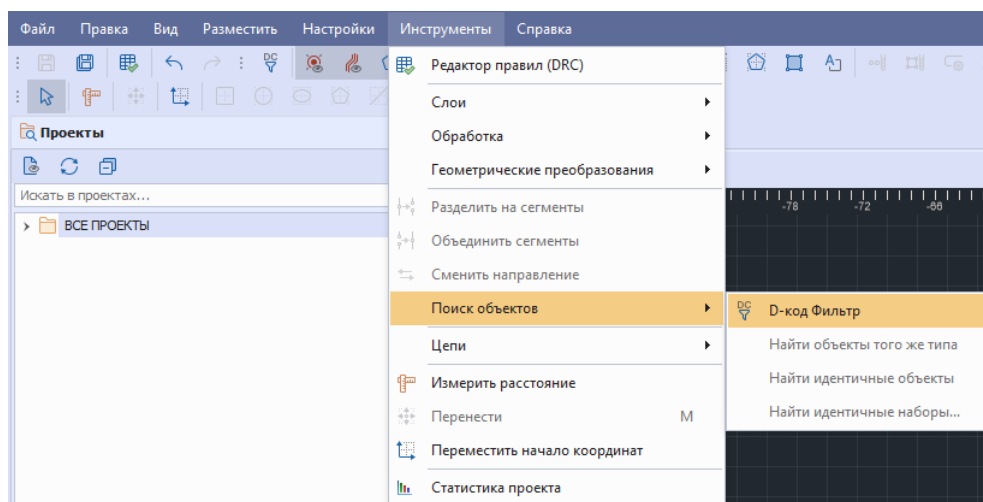 Файл Правка Вид Разместить Настройки Инструменты Справка
DC
Редактор правил (DRC)
Слои
Обработка
Геометрические преобразования
Разделить на сегменты
Объединить сегменты
Сменить направление
Поиск объектов
Цепи
Измерить расстояние
Перенести M
Переместить начало координат
Статистика проекта
Проекты
Искать в проектах...
ВСЕ ПРОЕКТЫ
-78 -72 -66
DC D-код Фильтр
Найти объекты того же типа
Найти идентичные объекты
Найти идентичные наборы...